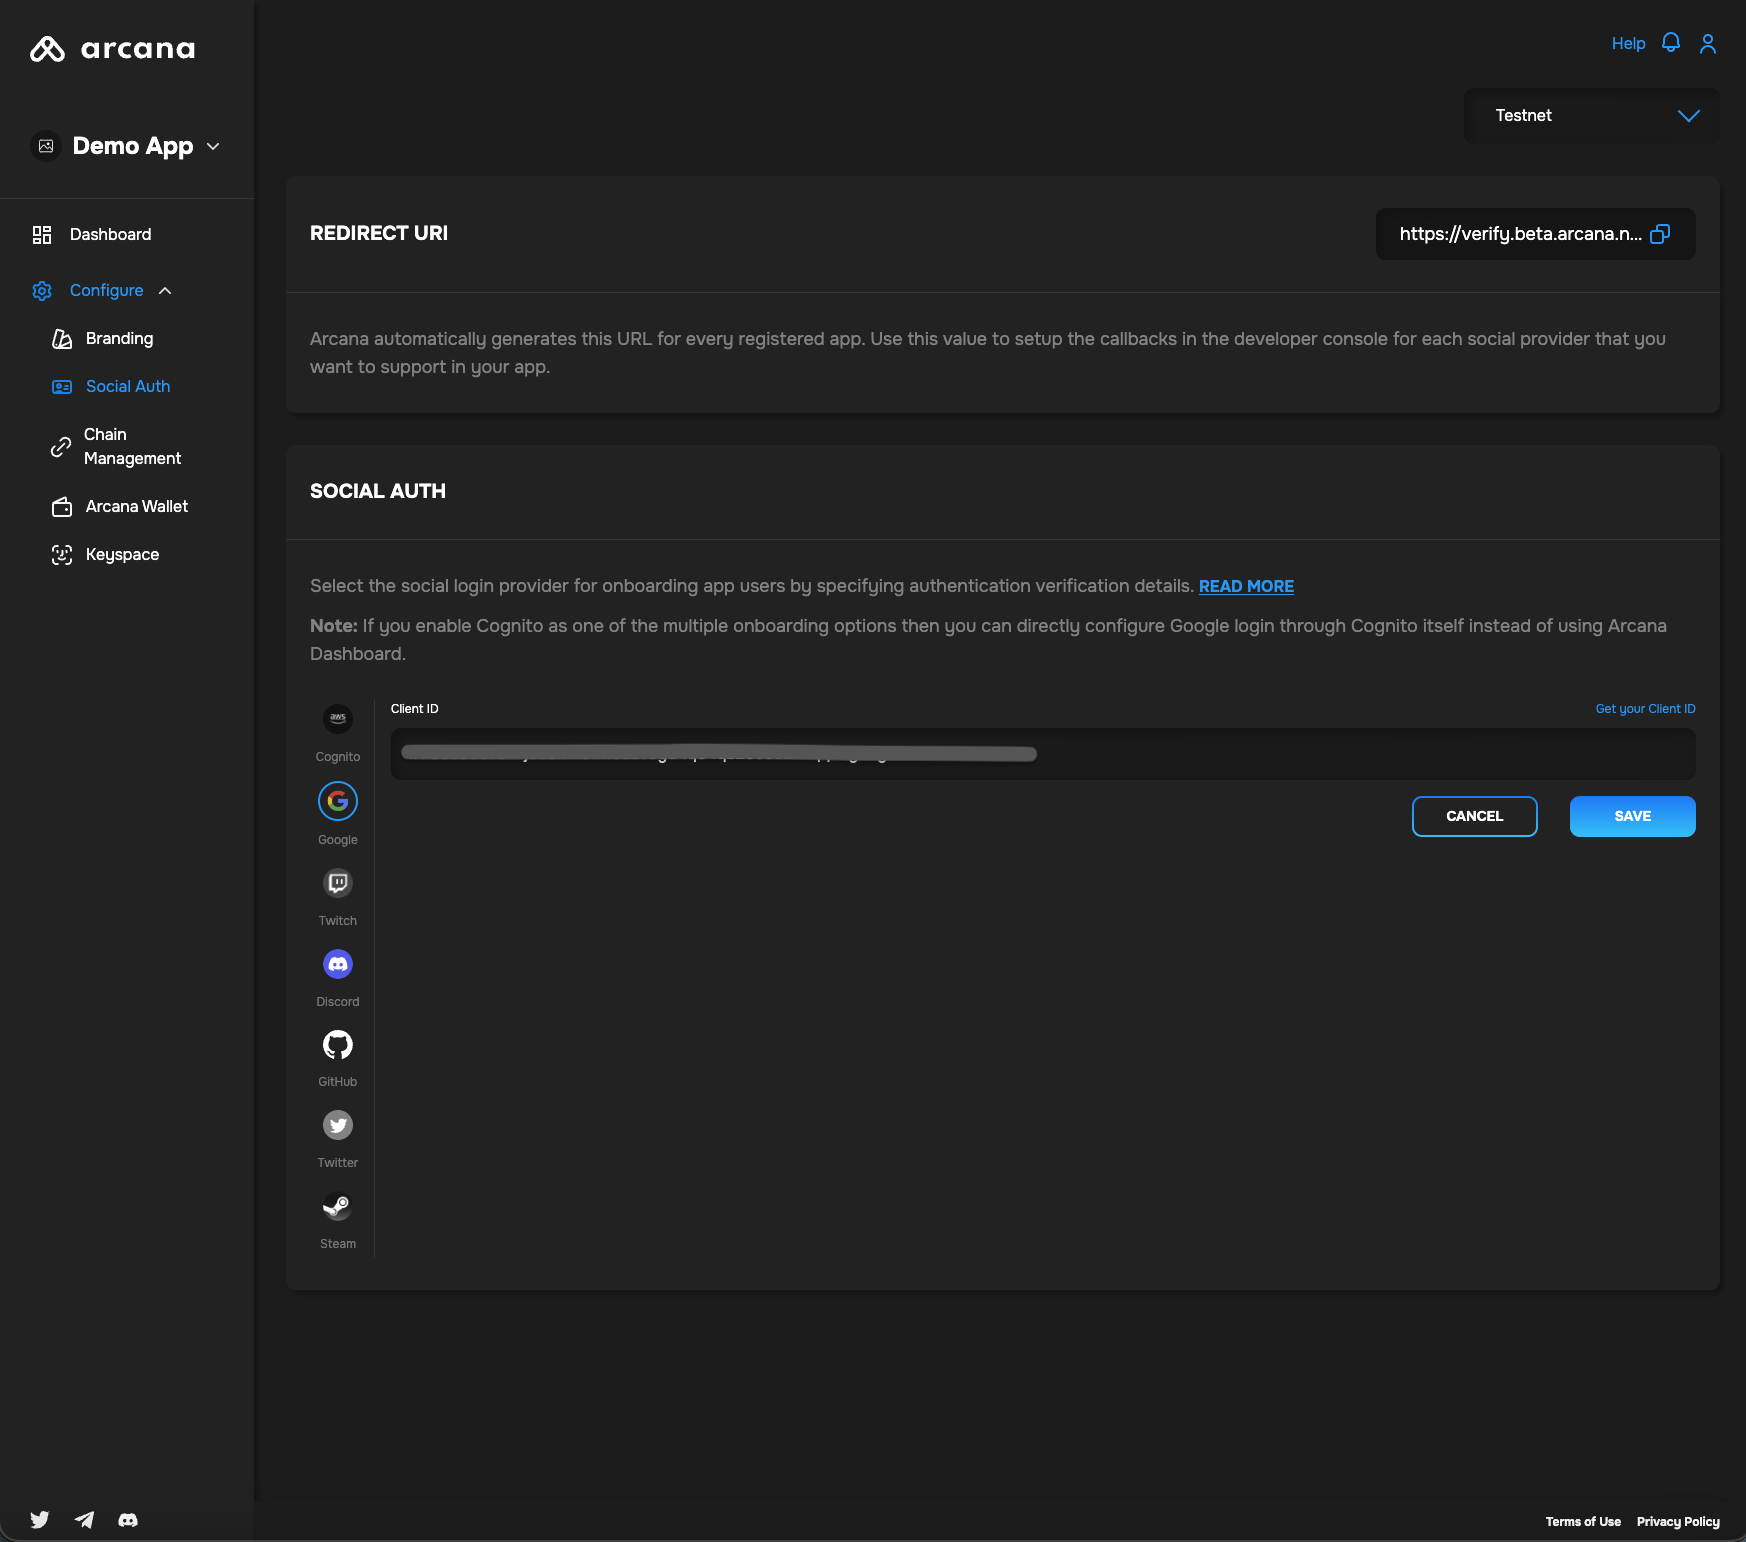 arcana
Demo App
Dashboard
Configure
Branding
Social Auth
Chain
Management
Arcana Wallet
Keyspace
Help
Testnet
REDIRECT URI
https://verify.beta.arcana.n...
Arcana automatically generates this URL for every registered app. Use this value to setup the callbacks in the developer console for each social provider that you
want to support in your app.
SOCIAL AUTH
Select the social login provider for onboarding app users by specifying authentication verification details. READ MORE
Note: If you enable Cognito as one of the multiple onboarding options then you can directly configure Google login through Cognito itself instead of using Arcana
Dashboard.
aws
Cognito
Google
Twitch
Discord
GitHub
Twitter
Steam
Client ID
Get your Client ID
CANCEL
SAVE
Terms of Use
Privacy Policy